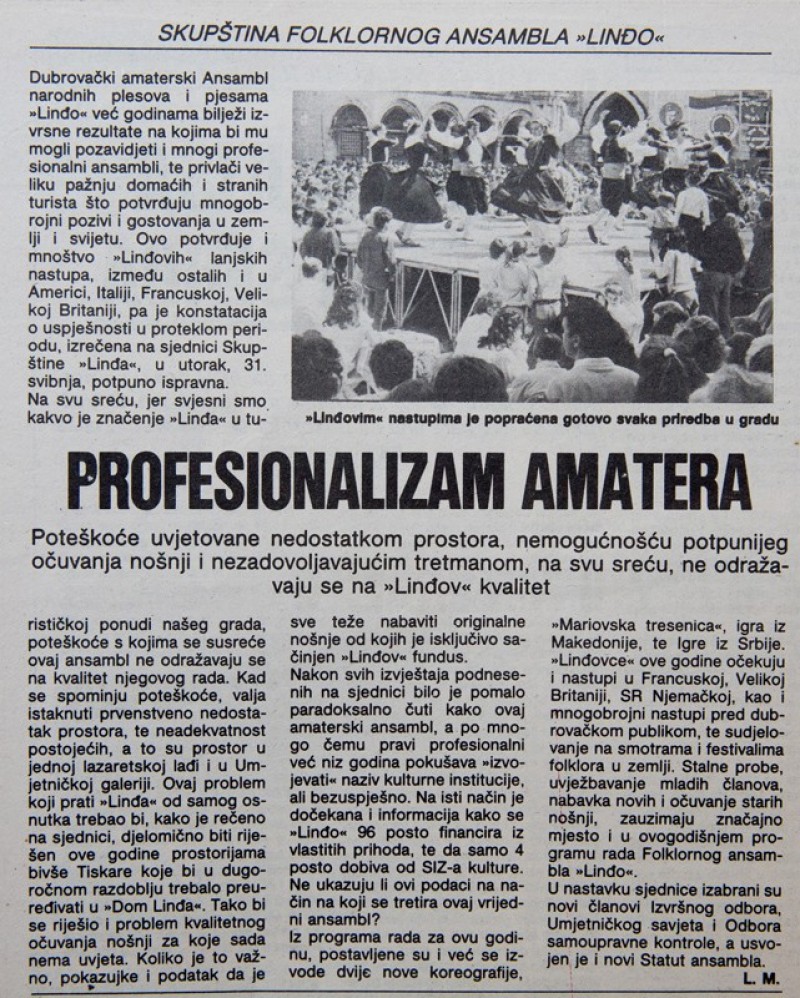 SKUPŠTINA FOLKLORNOG ANSAMBLA »LINĐO«
Dubrovački amaterski Ansambl
narodnih plesova i pjesama
»Linđo« već godinama bilježi iz-
vrsne rezultate na kojima bi mu
mogli pozavidjeti i mnogi profe-
sionalni ansambli, te privlači ve-
liku pažnju domaćih i stranih
turista što potvrđuju mnogobro-
jni pozivi i gostovanja u zem-
lji i svijetu. Ovo potvrđuje i
mnoštvo »Linđovih« lanjskih
nastupa, između ostalih i u
Americi, Italiji, Francuskoj, Veli-
koj Britaniji, pa je konstatacija
o uspješnosti u proteklom peri-
odu, izrečena na sjednici Skup-
štine »Linđa«, u utorak, 31.
svibnja, potpuno ispravna.
Na svu sreću, jer svjesni smo
kakvo je značenje »Linđa« u tu-
»Linđovim« nastupima je popraćena gotovo svaka priredba u gradu
PROFESIONALIZAM AMATERA
Poteškoće uvjetovane nedostatkom prostora, nemogućnošću potpunijeg
očuvanja nošnji i nezadovoljavajućim tretmanom, na svu sreću, ne odraža-
vaju se na »Linđov« kvalitet
rističkoj ponudi našeg grada,
poteškoće s kojima se susreće
ovaj ansambl ne odražavaju se
na kvalitet njegovog rada. Kad
se spominju poteškoće, valja
istaknuti prvenstveno nedosta-
tak prostora, te neadekvatnost
postojećih, a to su prostor u
jednoj lazaretskoj lađi i u Um-
jetničkoj galeriji. Ovaj problem
koji prati »Linđa« od samog os-
nutka trebao bi, kako je rečeno
na sjednici, djelomično biti rije-
šen ove godine prostorijama
bivše Tiskare koje bi u dugo-
ročnom razdoblju trebalo preu-
ređivati u »Dom Linđa«. Tako bi
se riješio i problem kvalitetnog
očuvanja nošnji za koje sada
nema uvjeta. Koliko je to važ-
no, pokazujke i podatak da je
sve teže nabaviti originalne
nošnje od kojih je isključivo sa-
činjen »Linđov« fundus.
Nakon svih izvještaja podnese-
nih na sjednici bilo je pomalo
paradoksalno čuti kako ovaj
amaterski ansambl, a po mno-
go čemu pravi profesionalni
već niz godina pokušava »izvo-
jevati« naziv kulturne institucije,
ali bezuspješno. Na isti način je
dočekana i informacija kako se
»Linđo« 96 posto financira iz
vlastitih prihoda, te da samo 4
posto dobiva od SIZ-a kulture.
Ne ukazuju li ovi podaci na na-
čin na koji se tretira ovaj vrijed-
ni ansambl?
Iz programa rada za ovu godi-
nu, postavljene su i već se iz-
vode dvije nove koreografije,
»Mariovska tresenica«, igra iz
Makedonije, te Igre iz Srbije.
»Linđovce« ove godine očekuju
i nastupi u Francuskoj, Velikoj
Britaniji, SR Njemačkoj, kao i
mnogobrojni nastupi pred dub-
rovačkom publikom, te sudjelo-
vanje na smotrama i festivalima
folklora u zemlji. Stalne probe,
uvježbavanje mladih članova,
nabavka novih i očuvanje starih
nošnji, zauzimaju značajno
mjesto i u ovogodišnjem pro-
gramu rada Folklornog ansam-
bla »Linđo«.
U nastavku sjednice izabrani su
novi članovi Izvršnog odbora,
Umjetničkog savjeta i Odbora
samoupravne kontrole, a usvo-
jen je i novi Statut ansambla.
L. M.